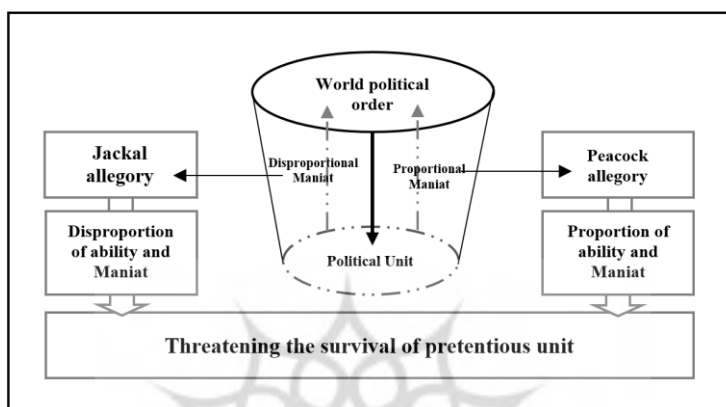 World political
order
Jackal
allegory
Disproportional
Maniat
Proportional
Maniat
Peacock
allegory
Disproportion
of ability and
Maniat
Political Unit
Proportion of
ability and
Maniat
Threatening the survival of pretentious unit